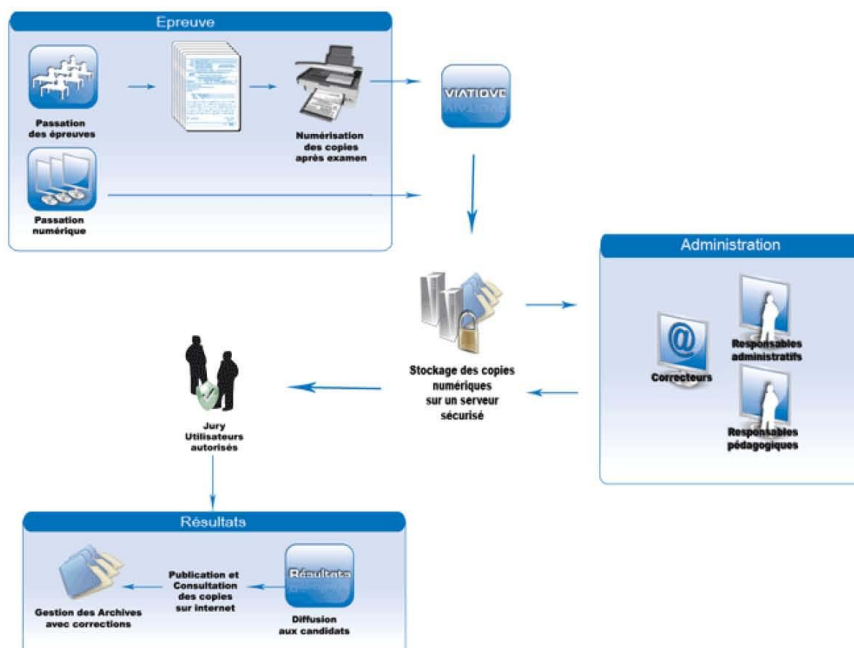 Epreuve
Passation
des épreuves
Numérisation
des copies
après examen
VIATIQUE
Passation
numérique
Administration
@
Responsables
administratifs
Correcteurs
Responsables
pédagogiques
Stockage des copies
numériques
sur un serveur
sécurisé
Jury
Utilisateurs
autorisés
Résultats
Gestion des Archives
avec corrections
Publication et
Consultation
des copies
sur internet
Résultats
Diffusion
aux candidats